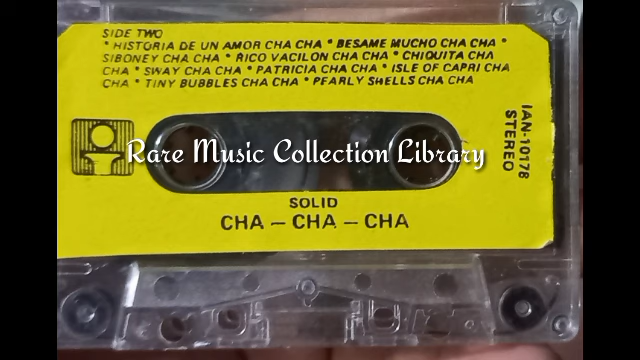 SIDE TWO
* HISTORIA DE UN AMOR CHA CHA * BESAME MUCHO CHA CHA *
SIBONEY CHA CHA * RICO VACILON CHA CHA * CHIQUITA CHA
CHA * SWAY CHA CHA * PATRICIA CHA CHA * ISLE OF CAPRI CHA
CHA * TINY BUBBLES CHA CHA * PEARLY SHELLS CHA CHA
IAN-10178
STEREO
Rare Music Collection Library
SOLID
CHA – CHA – CHA